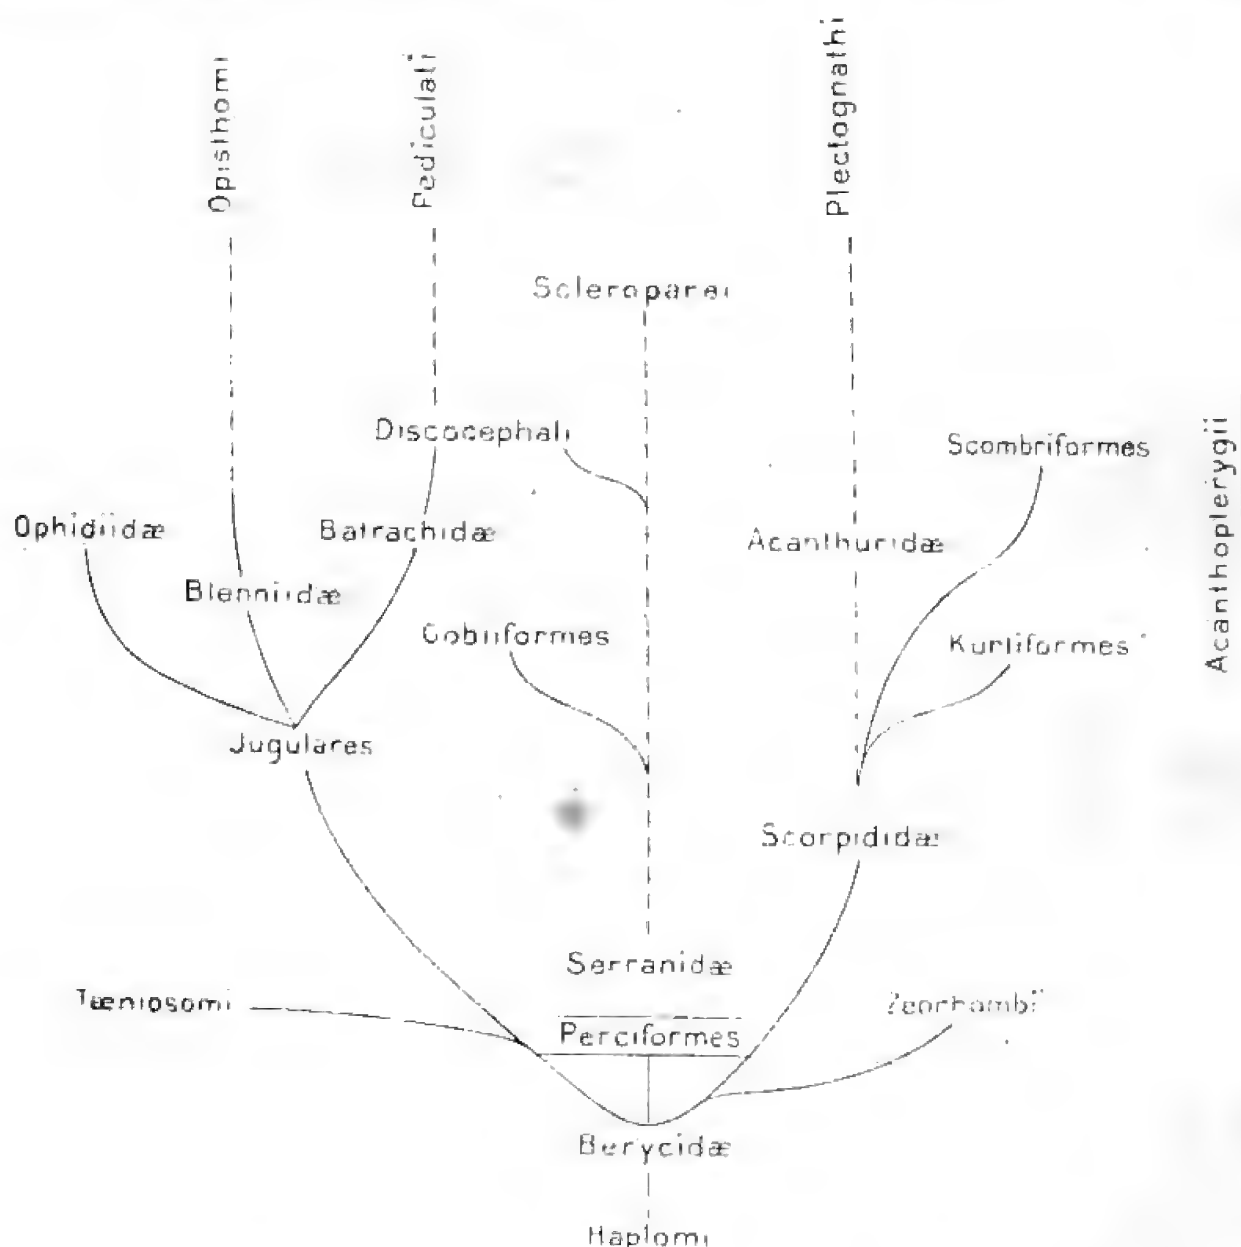 Plectognathi
Opisthomi
Pediculati
Scleroparei
Discocephali
Scombriformes
Acanthopterygii
Ophidiidæ
Batrachidæ
Acanthuridæ
Blenniidæ
Gobiiformes
Kurtiformes
Jugulares
Scorpididæ
Serranidæ
Tæniosomi
Zeorhombi
Perciformes
Berycidæ
Haplomi